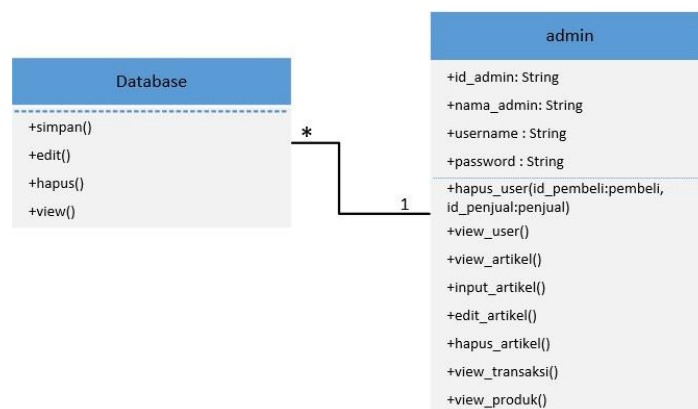 Database
+simpan()
+edit()
+hapus()
+view()
*
1
admin
+id_admin: String
+nama_admin: String
+username : String
+password : String
+hapus_user(id_pembeli:pembeli,
id_penjual:penjual)
+view_user()
+view_artikel()
+input_artikel()
+edit_artikel()
+hapus_artikel()
+view_transaksi()
+view_produk()